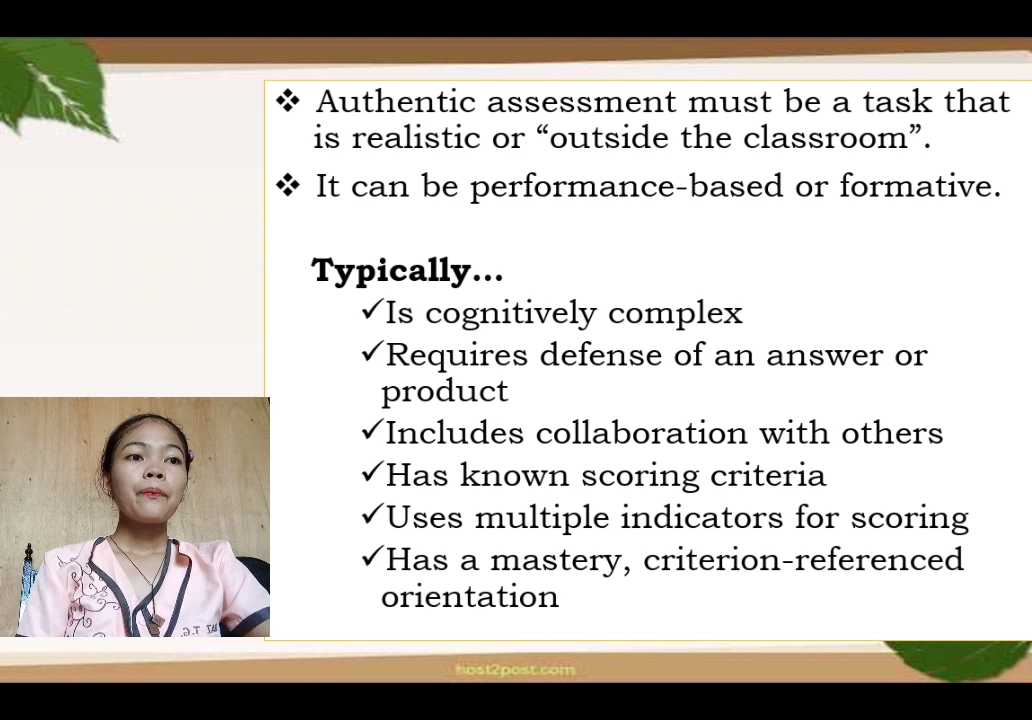 ❖ Authentic assessment must be a task that
is realistic or “outside the classroom”.
❖ It can be performance-based or formative.
Typically...
✓Is cognitively complex
✓Requires defense of an answer or
product
✓Includes collaboration with others
✓Has known scoring criteria
✓Uses multiple indicators for scoring
✓Has a mastery, criterion-referenced
orientation
host2post.com